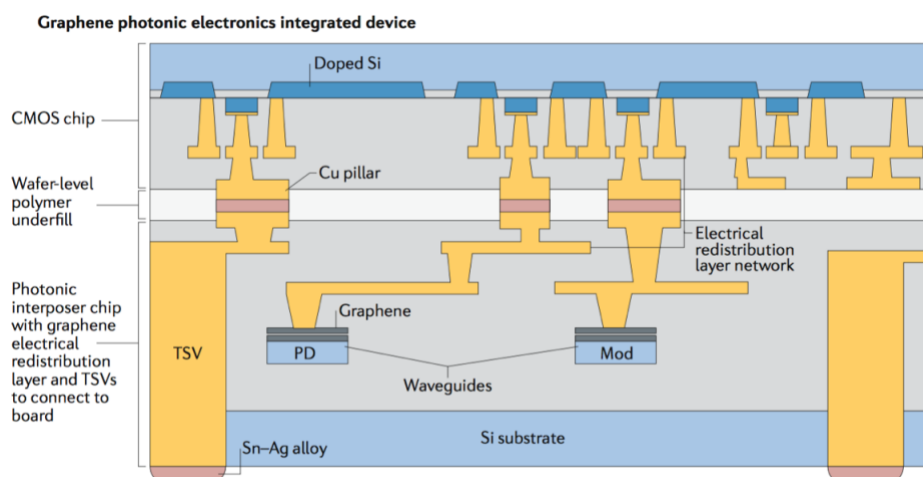 Graphene photonic electronics integrated device
Doped Si
CMOS chip
Cu pillar
Wafer-level
polymer
underfill
Electrical
redistribution
layer network
Photonic
interposer chip
with graphene
electrical
redistribution
layer and TSVs
to connect to
board
Graphene
TSV
PD
Mod
Waveguides
Si substrate
Sn–Ag alloy